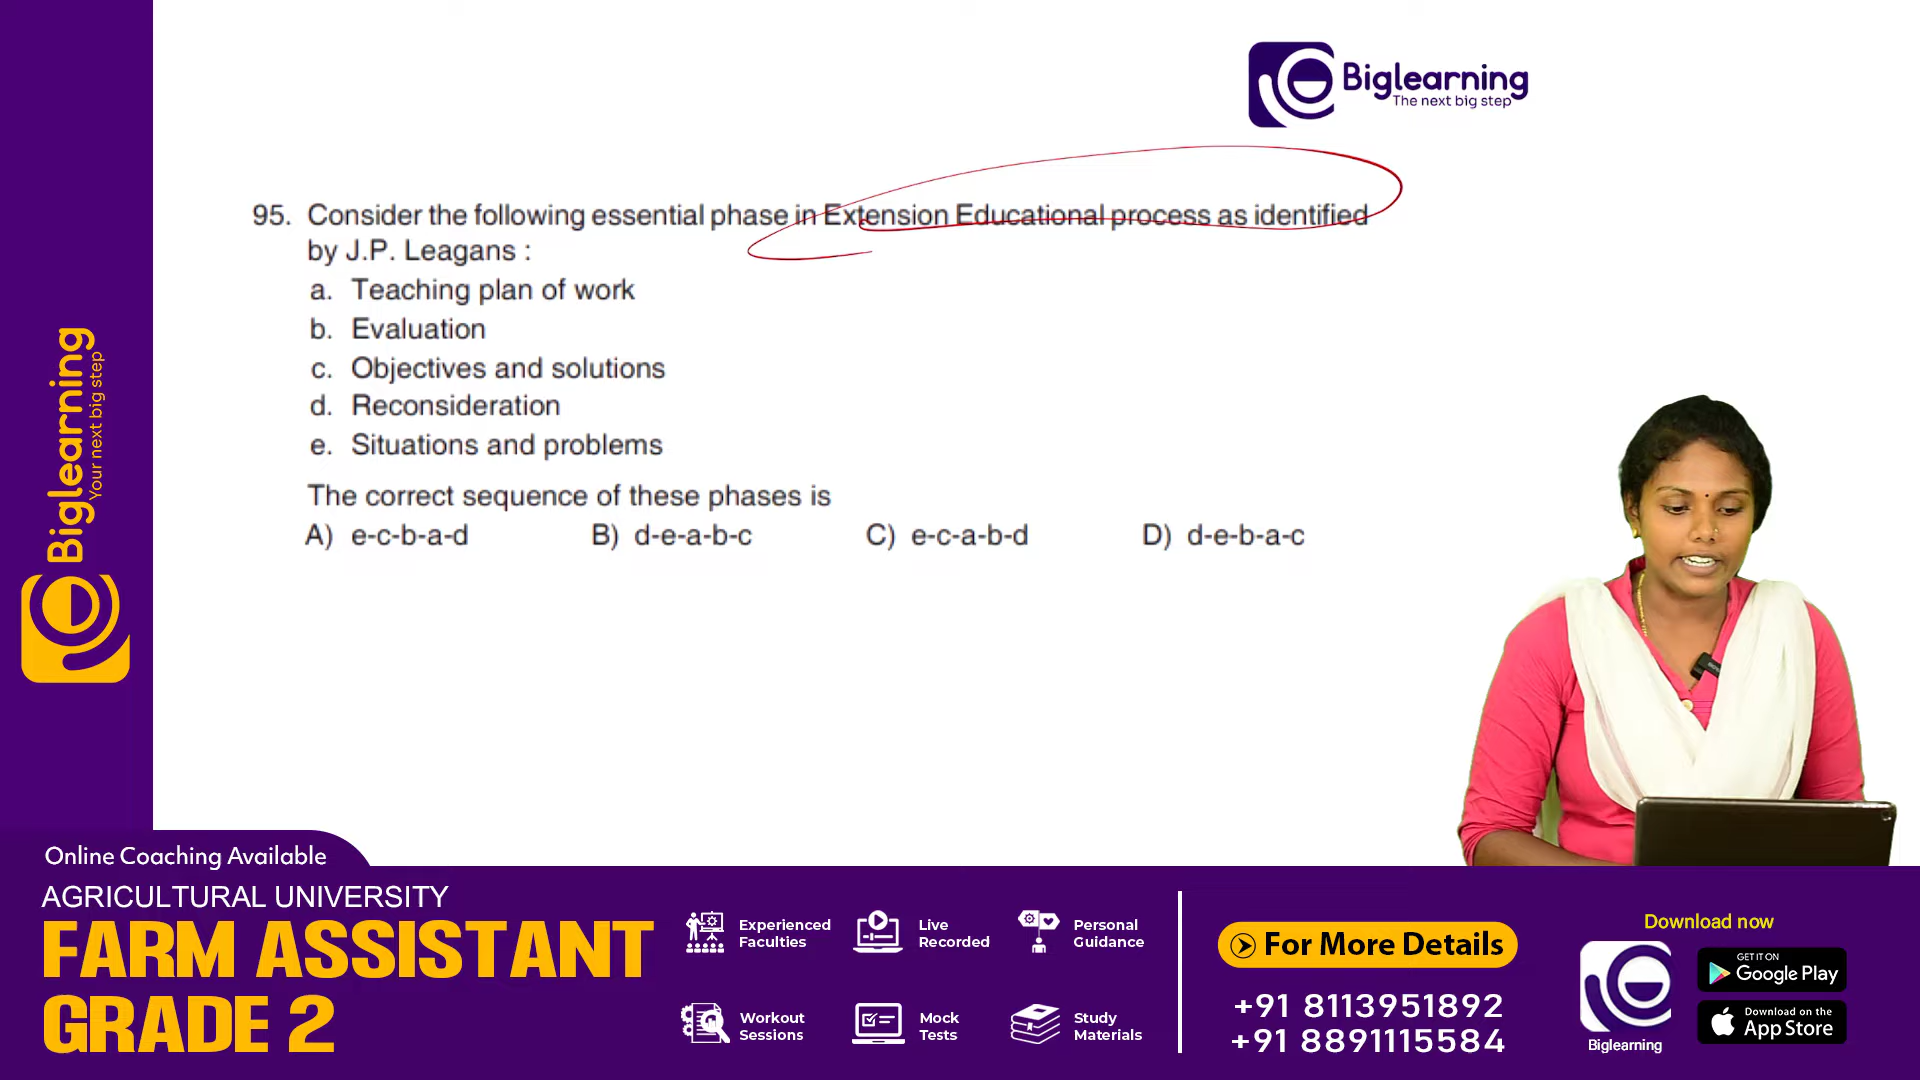 Biglearning
The next big step
95. Consider the following essential phase in Extension Educational process as identified
by J.P. Leagans :
a. Teaching plan of work
b. Evaluation
c. Objectives and solutions
d. Reconsideration
e. Situations and problems
The correct sequence of these phases is
A) e-c-b-a-d B) d-e-a-b-c C) e-c-a-b-d D) d-e-b-a-c
Biglearning
Your next big step
Online Coaching Available
AGRICULTURAL UNIVERSITY
FARM ASSISTANT
GRADE 2
Experienced
Faculties
Live
Recorded
Personal
Guidance
Workout
Sessions
Mock
Tests
Study
Materials
For More Details
+91 8113951892
+91 8891115584
Download now
Biglearning
GET IT ON
Google Play
Download on the
App Store